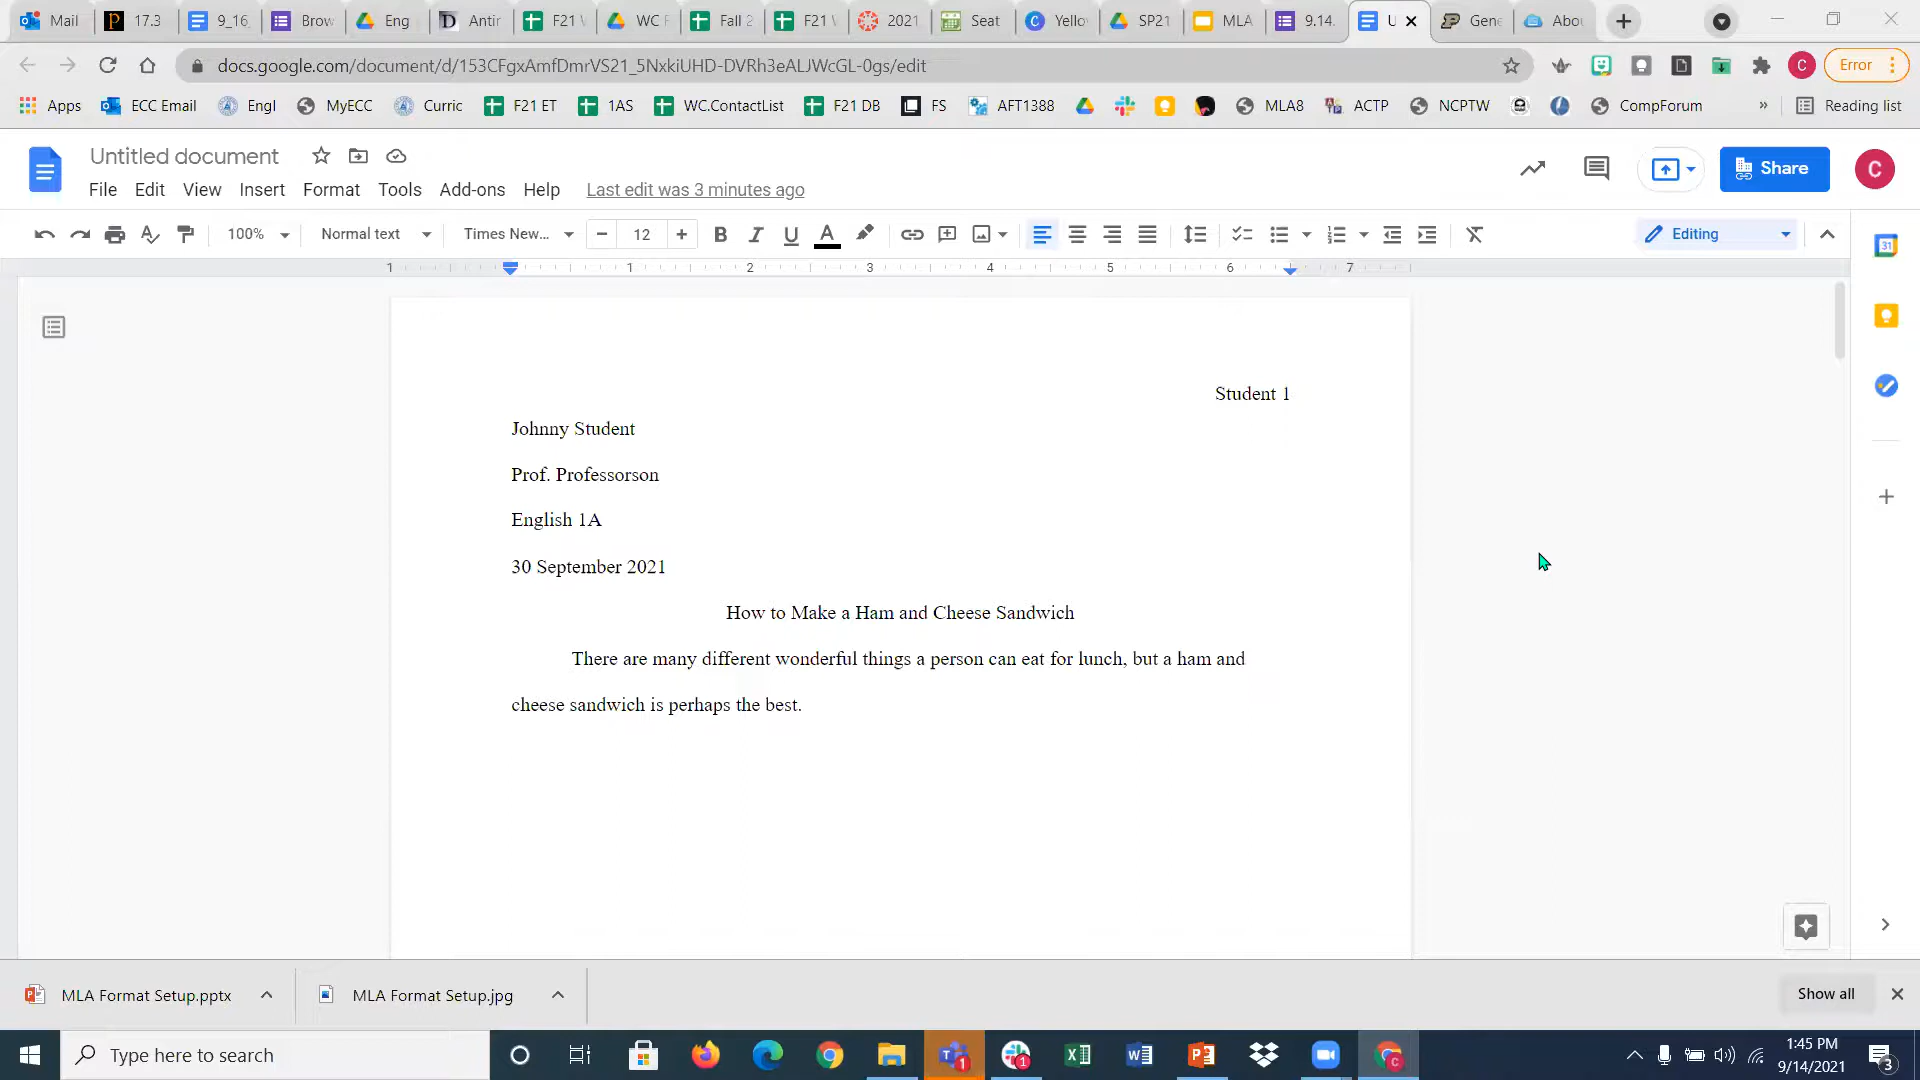 Mail 17.3 9_16 Brow Eng Antir F21 WC F Fall 2 F21 2021 Seat Yello SP21 MLA 9.14. U Gene Abou
docs.google.com/document/d/153CFgxAmfDmrVS21_5NxkiUHD-DVRh3eALJWcGL-0gs/edit C Error
Apps ECC Email Engl MyECC Curric F21 ET 1AS WC.ContactList F21 DB FS AFT1388 MLA8 ACTP NCPTW CompForum » Reading list
Untitled document
Share C
File Edit View Insert Format Tools Add-ons Help Last edit was 3 minutes ago
100% Normal text Times New... 12 B I U A Editing
1 1 2 3 4 5 6 7
31
Student 1
Johnny Student
Prof. Professorson
English 1A
30 September 2021
How to Make a Ham and Cheese Sandwich
There are many different wonderful things a person can eat for lunch, but a ham and
cheese sandwich is perhaps the best.
MLA Format Setup.pptx MLA Format Setup.jpg Show all
Type here to search
1:45 PM
9/14/2021
3